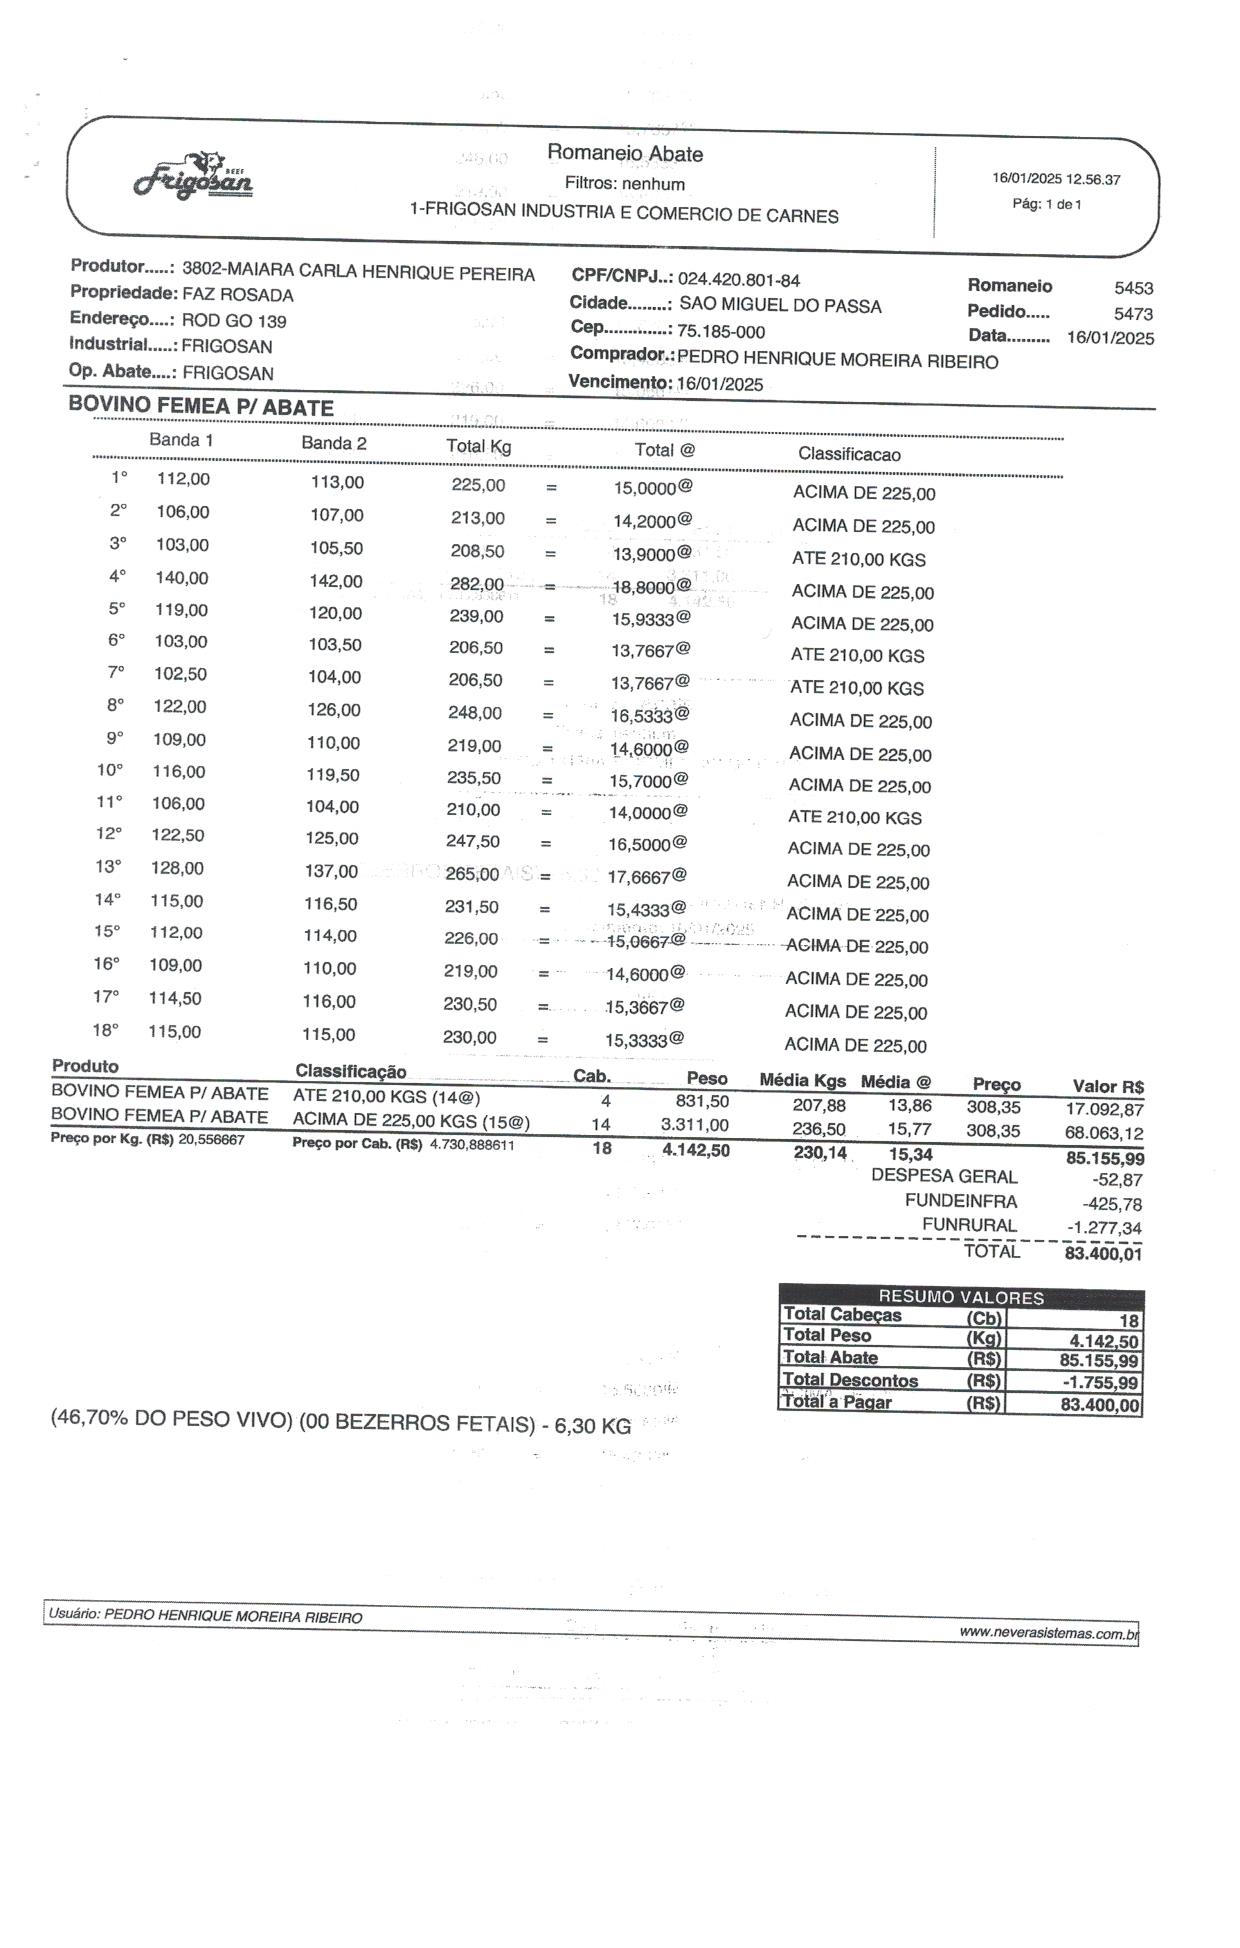 Frigosan BEEF
Romaneio Abate
Filtros: nenhum
1-FRIGOSAN INDUSTRIA E COMERCIO DE CARNES
16/01/2025 12.56.37
Pág: 1 de 1
Produtor.....: 3802-MAIARA CARLA HENRIQUE PEREIRA CPF/CNPJ..: 024.420.801-84 Romaneio 5453
Propriedade: FAZ ROSADA Cidade........: SAO MIGUEL DO PASSA Pedido..... 5473
Endereço....: ROD GO 139 Cep.............: 75.185-000 Data......... 16/01/2025
Industrial.....: FRIGOSAN Comprador.: PEDRO HENRIQUE MOREIRA RIBEIRO
Op. Abate....: FRIGOSAN Vencimento: 16/01/2025
BOVINO FEMEA P/ ABATE
Banda 1 Banda 2 Total Kg Total @ Classificacao
1° 112,00 113,00 225,00 = 15,0000@ ACIMA DE 225,00
2° 106,00 107,00 213,00 = 14,2000@ ACIMA DE 225,00
3° 103,00 105,50 208,50 = 13,9000@ ATE 210,00 KGS
4° 140,00 142,00 282,00 = 18,8000@ ACIMA DE 225,00
5° 119,00 120,00 239,00 = 15,9333@ ACIMA DE 225,00
6° 103,00 103,50 206,50 = 13,7667@ ATE 210,00 KGS
7° 102,50 104,00 206,50 = 13,7667@ ATE 210,00 KGS
8° 122,00 126,00 248,00 = 16,5333@ ACIMA DE 225,00
9° 109,00 110,00 219,00 = 14,6000@ ACIMA DE 225,00
10° 116,00 119,50 235,50 = 15,7000@ ACIMA DE 225,00
11° 106,00 104,00 210,00 = 14,0000@ ATE 210,00 KGS
12° 122,50 125,00 247,50 = 16,5000@ ACIMA DE 225,00
13° 128,00 137,00 265,00 = 17,6667@ ACIMA DE 225,00
14° 115,00 116,50 231,50 = 15,4333@ ACIMA DE 225,00
15° 112,00 114,00 226,00 = 15,0667@ ACIMA DE 225,00
16° 109,00 110,00 219,00 = 14,6000@ ACIMA DE 225,00
17° 114,50 116,00 230,50 = 15,3667@ ACIMA DE 225,00
18° 115,00 115,00 230,00 = 15,3333@ ACIMA DE 225,00
Produto Classificação Cab. Peso Média Kgs Média @ Preço Valor R$
BOVINO FEMEA P/ ABATE ATE 210,00 KGS (14@) 4 831,50 207,88 13,86 308,35 17.092,87
BOVINO FEMEA P/ ABATE ACIMA DE 225,00 KGS (15@) 14 3.311,00 236,50 15,77 308,35 68.063,12
Preço por Kg. (R$) 20,556667 Preço por Cab. (R$) 4.730,888611 18 4.142,50 230,14 15,34 85.155,99
DESPESA GERAL -52,87
FUNDEINFRA -425,78
FUNRURAL -1.277,34
TOTAL 83.400,01
RESUMO VALORES
Total Cabeças (Cb) 18
Total Peso (Kg) 4.142,50
Total Abate (R$) 85.155,99
Total Descontos (R$) -1.755,99
Total a Pagar (R$) 83.400,00
(46,70% DO PESO VIVO) (00 BEZERROS FETAIS) - 6,30 KG
Usuário: PEDRO HENRIQUE MOREIRA RIBEIRO
www.neverasistemas.com.br